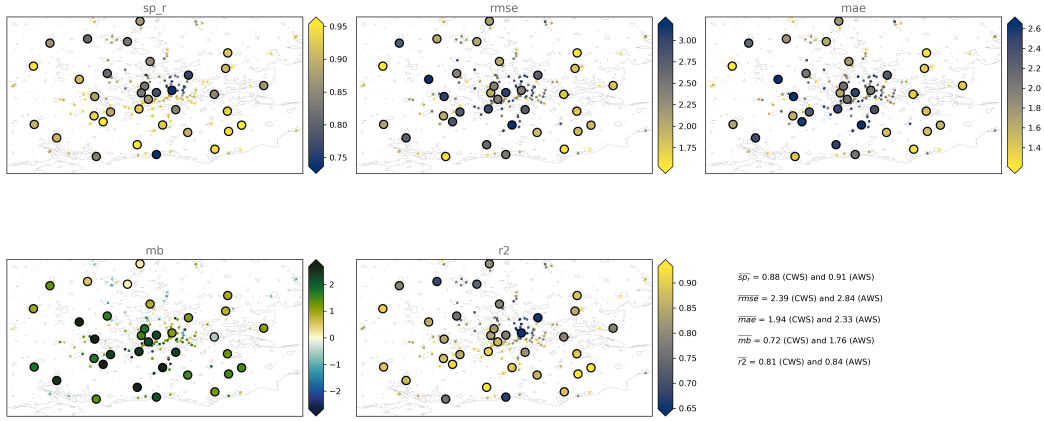 sp_r
0.95
0.90
0.85
0.80
0.75
rmse
3.00
2.75
2.50
2.25
2.00
1.75
mae
2.6
2.4
2.2
2.0
1.8
1.6
1.4
mb
2
1
0
−1
−2
r2
0.90
0.85
0.80
0.75
0.70
0.65
sp_r = 0.88 (CWS) and 0.91 (AWS)
rmse = 2.39 (CWS) and 2.84 (AWS)
mae = 1.94 (CWS) and 2.33 (AWS)
mb = 0.72 (CWS) and 1.76 (AWS)
r2 = 0.81 (CWS) and 0.84 (AWS)